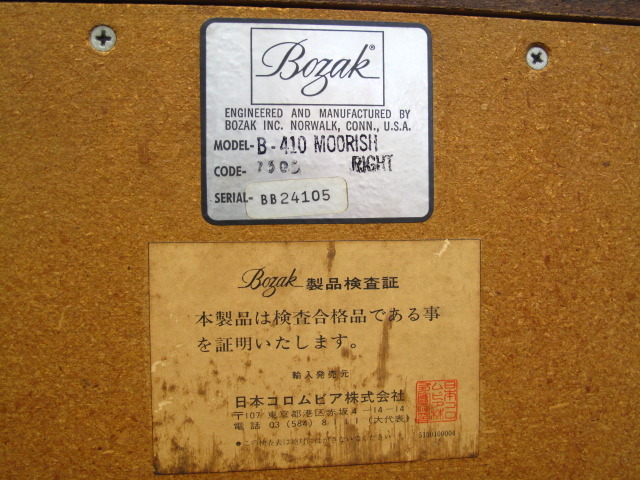 Bozak®
ENGINEERED AND MANUFACTURED BY
BOZAK INC. NORWALK, CONN., U.S.A.
MODEL- B-410 MOORISH
CODE- RIGHT
SERIAL- BB24105
Bozak 製品検査証
本製品は検査合格品である事
を証明いたします。
輸入発売元
日本コロムビア株式会社
〒107 東京都港区赤坂4-14-14
電話 03 (584) 8111 (大代表)
5190100004